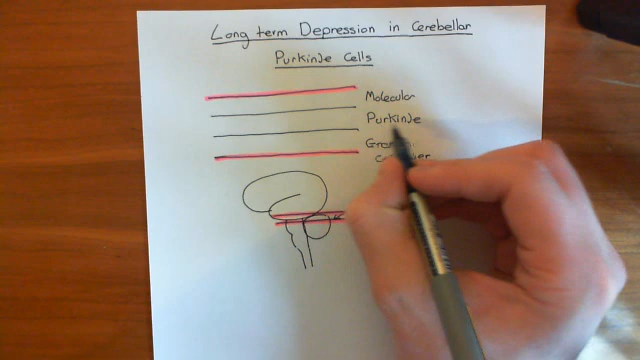 Long term Depression in Cerebellar
Purkinje Cells
Molecular
Purkinje